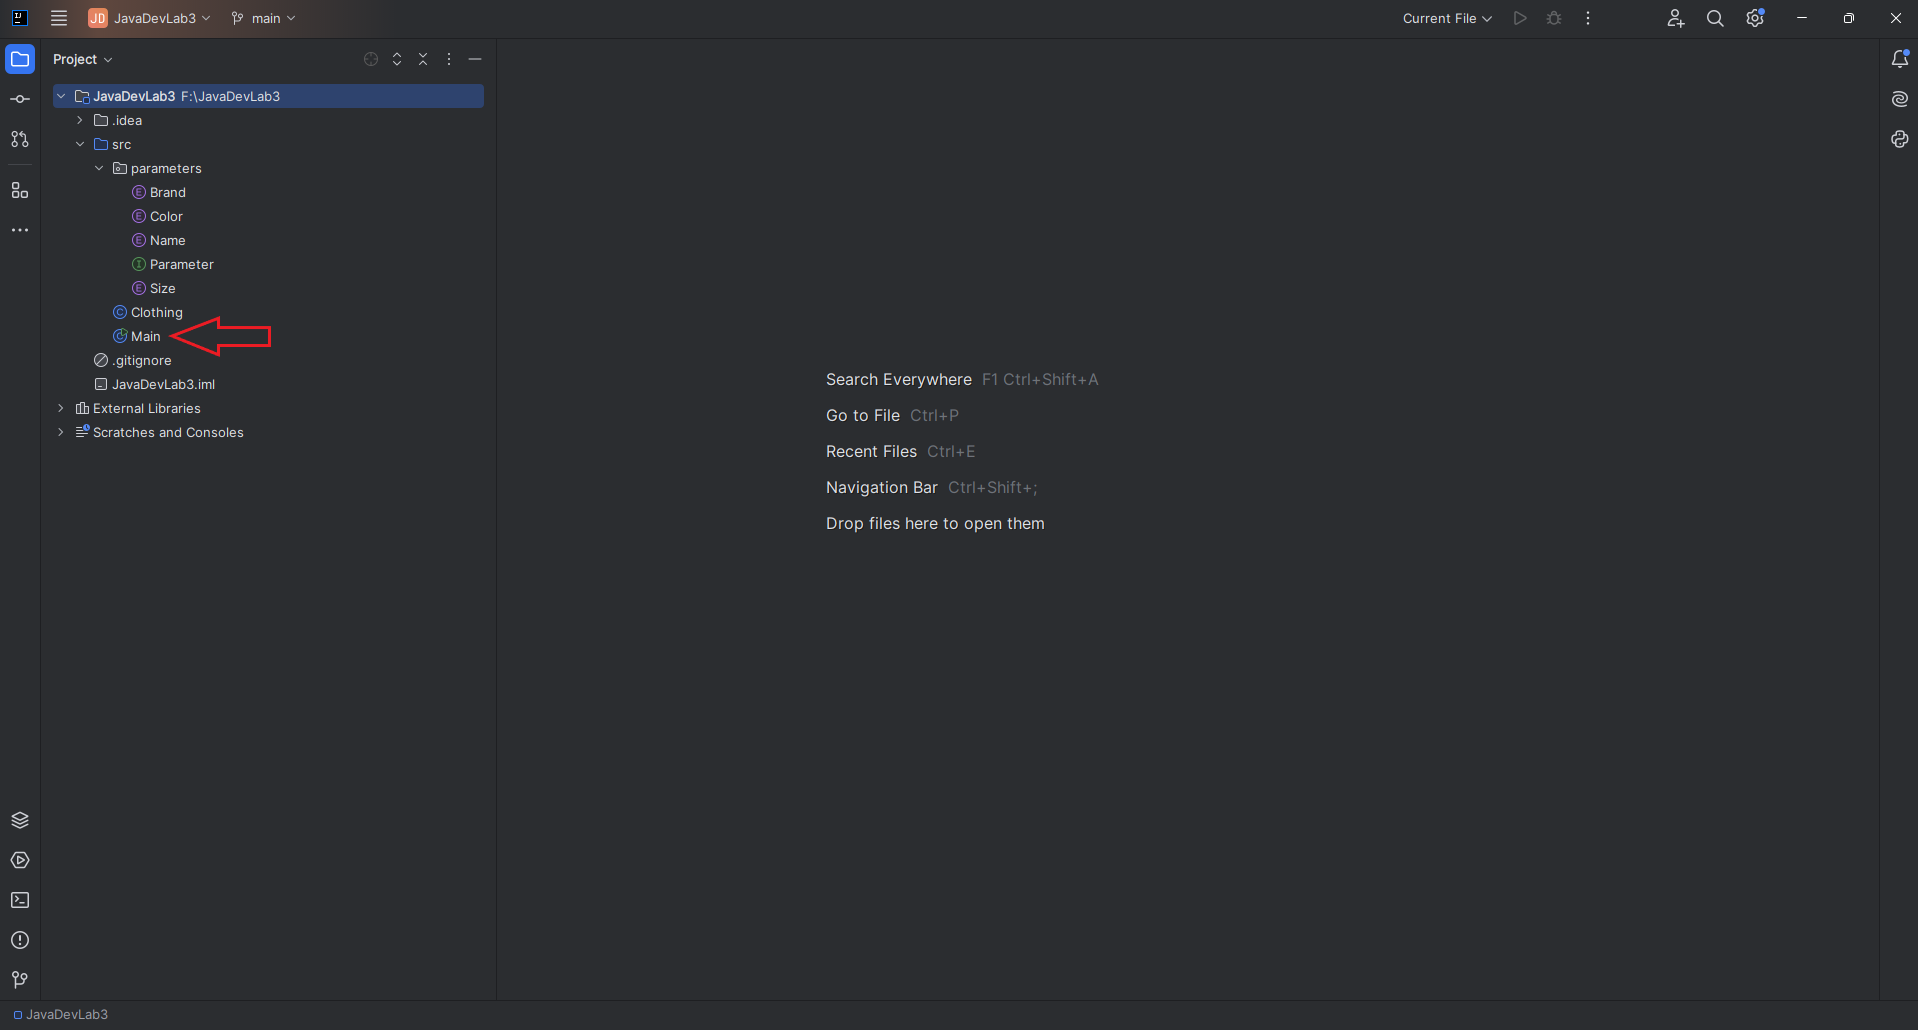 JD JavaDevLab3 main Current File
Project
JavaDevLab3 F:\JavaDevLab3
.idea
src
parameters
E Brand
E Color
E Name
I Parameter
E Size
C Clothing
C Main
.gitignore
JavaDevLab3.iml
External Libraries
Scratches and Consoles
Search Everywhere F1 Ctrl+Shift+A
Go to File Ctrl+P
Recent Files Ctrl+E
Navigation Bar Ctrl+Shift+;
Drop files here to open them
JavaDevLab3